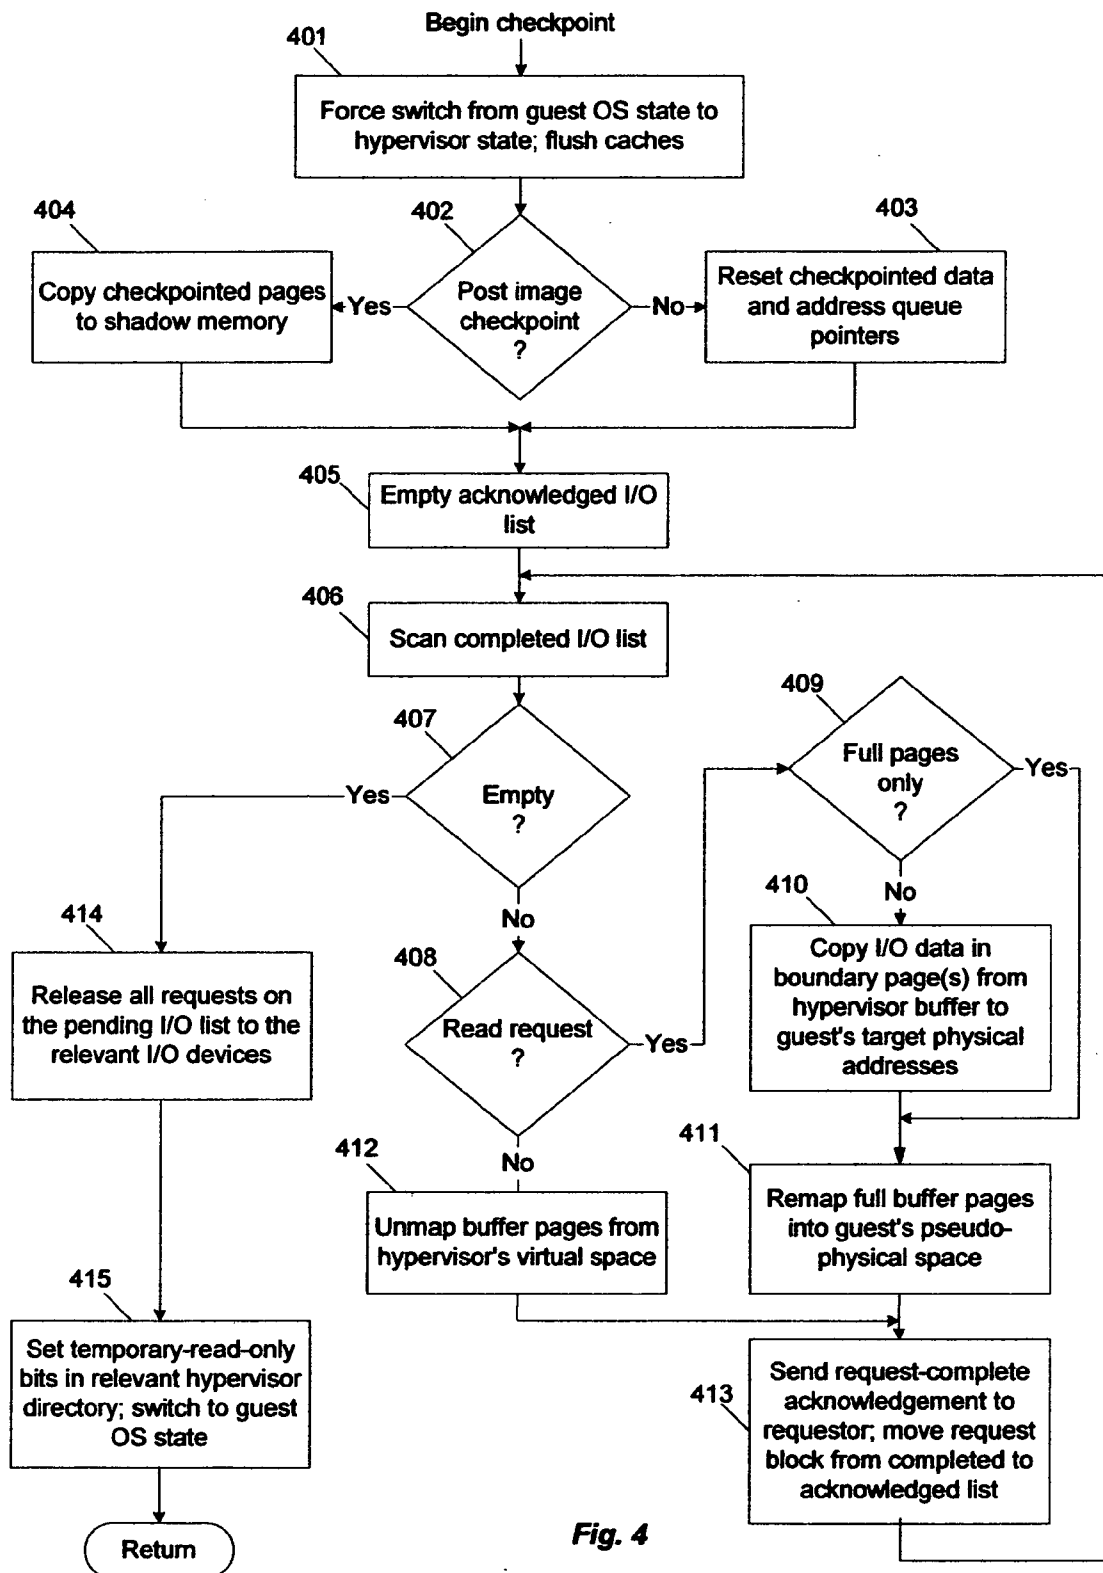 Begin checkpoint
401
Force switch from guest OS state to
hypervisor state; flush caches
404
402
403
Copy checkpointed pages
to shadow memory
Yes
Post image
checkpoint
?
No
Reset checkpointed data
and address queue
pointers
405
Empty acknowledged I/O
list
406
Scan completed I/O list
407
Empty
?
Yes
No
409
Full pages
only
?
Yes
No
414
Release all requests on
the pending I/O list to the
relevant I/O devices
408
Read request
?
Yes
No
410
Copy I/O data in
boundary page(s) from
hypervisor buffer to
guest's target physical
addresses
412
Unmap buffer pages from
hypervisor's virtual space
411
Remap full buffer pages
into guest's pseudo-
physical space
415
Set temporary-read-only
bits in relevant hypervisor
directory; switch to guest
OS state
413
Send request-complete
acknowledgement to
requestor; move request
block from completed to
acknowledged list
Return
Fig. 4